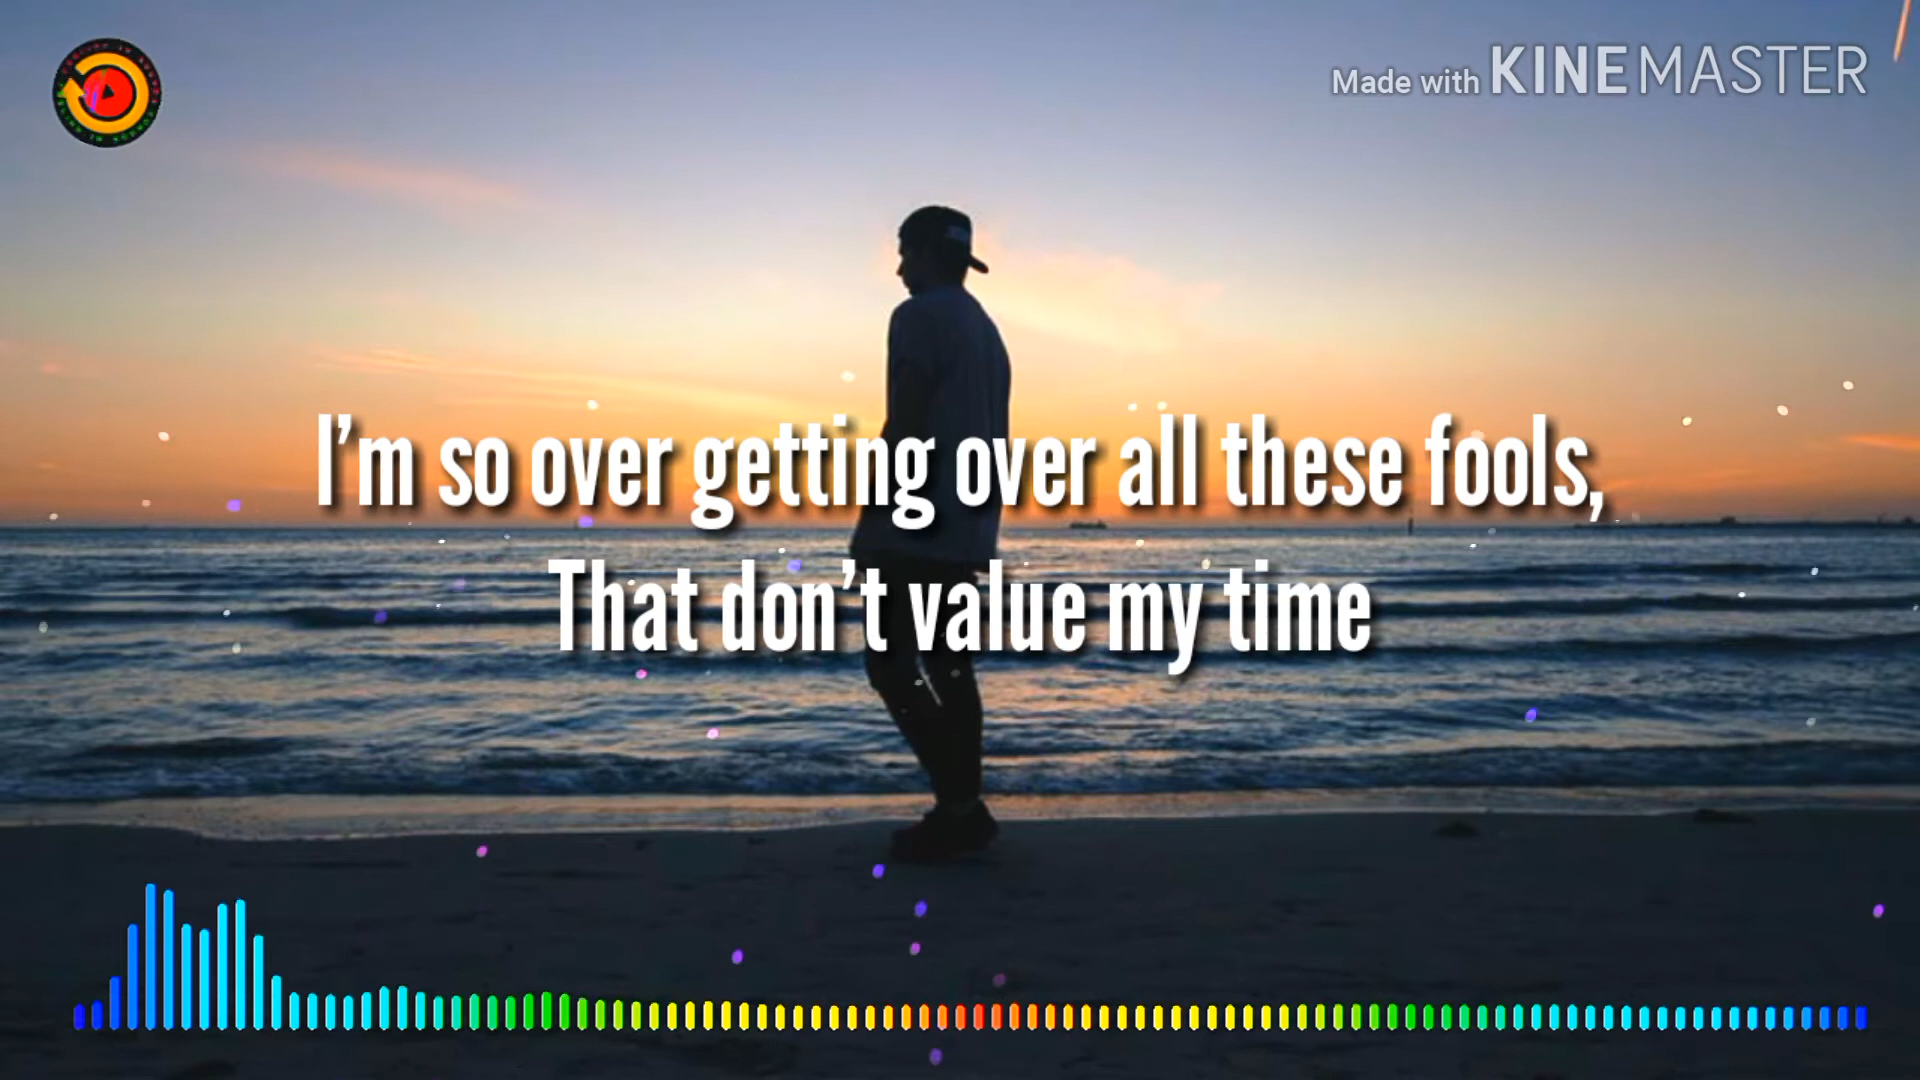 Made with KINEMASTER
I'm so over getting over all these fools,
That don't value my time